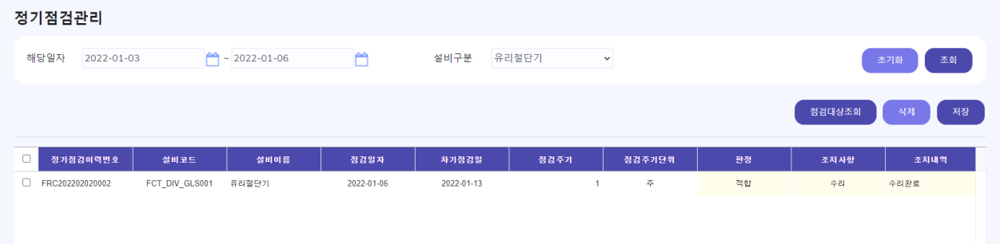 정기점검관리
해당일자 2022-01-03 ~ 2022-01-06 설비구분 유리절단기 초기화 조회
점검대상조회 삭제 저장
정기점검이력번호 설비코드 설비이름 점검일자 차기점검일 점검주기 점검주기단위 판정 조치사항 조치내역
FRC202202020002 FCT_DIV_GLS001 유리절단기 2022-01-06 2022-01-13 1 주 적합 수리 수리완료